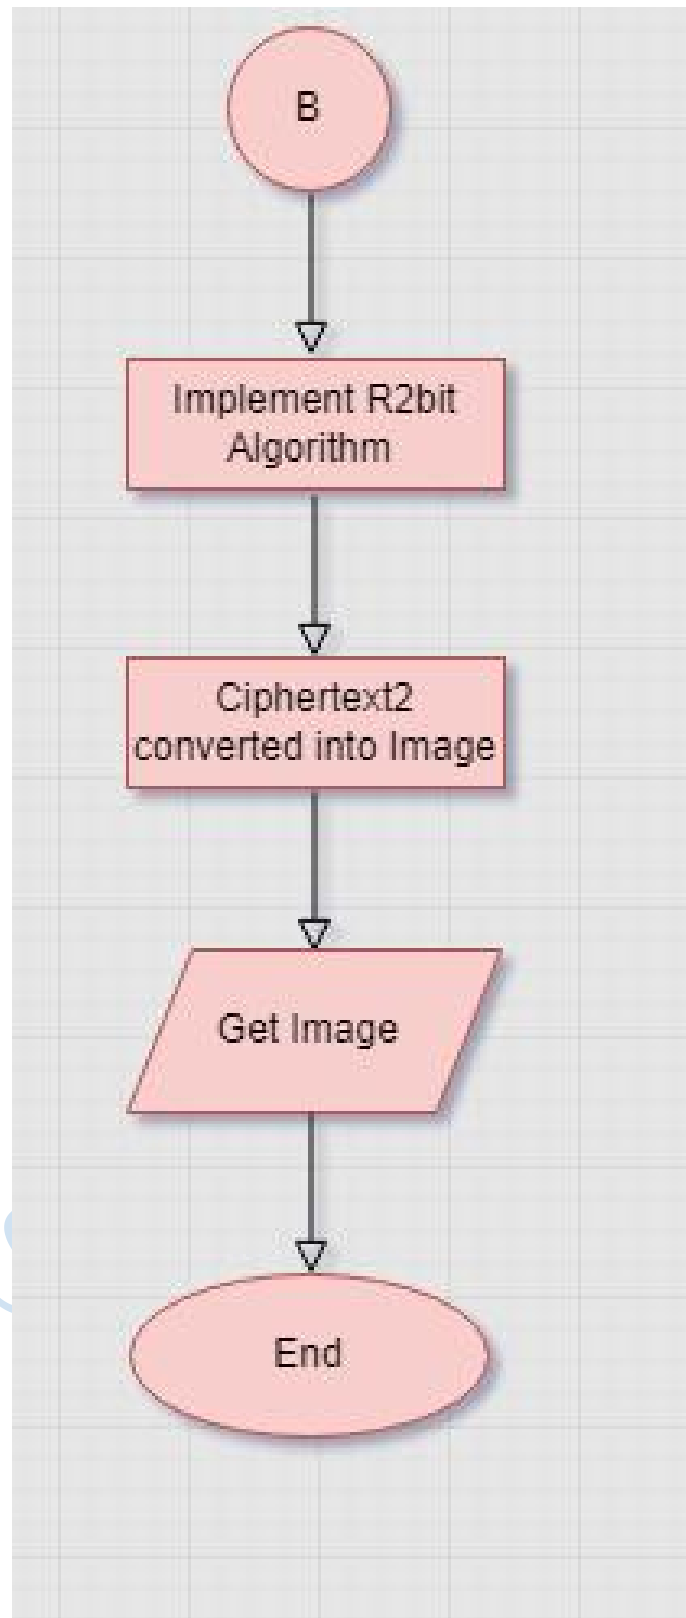 B
Implement R2bit
Algorithm
Ciphertext2
converted into Image
Get Image
End